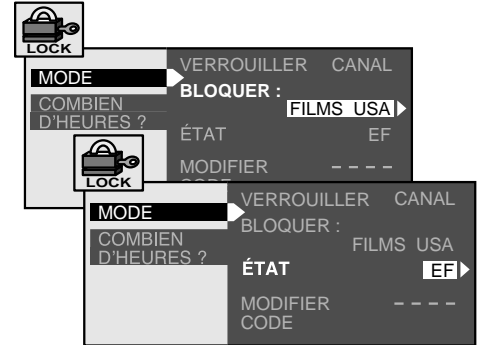 LOCK
MODE
COMBIEN
D'HEURES ?
VERROUILLER CANAL
BLOQUER :
FILMS USA
ÉTAT EF
MODIFIER – – – –
CODE
LOCK
MODE
COMBIEN
D'HEURES ?
VERROUILLER CANAL
BLOQUER :
FILMS USA
ÉTAT EF
MODIFIER – – – –
CODE